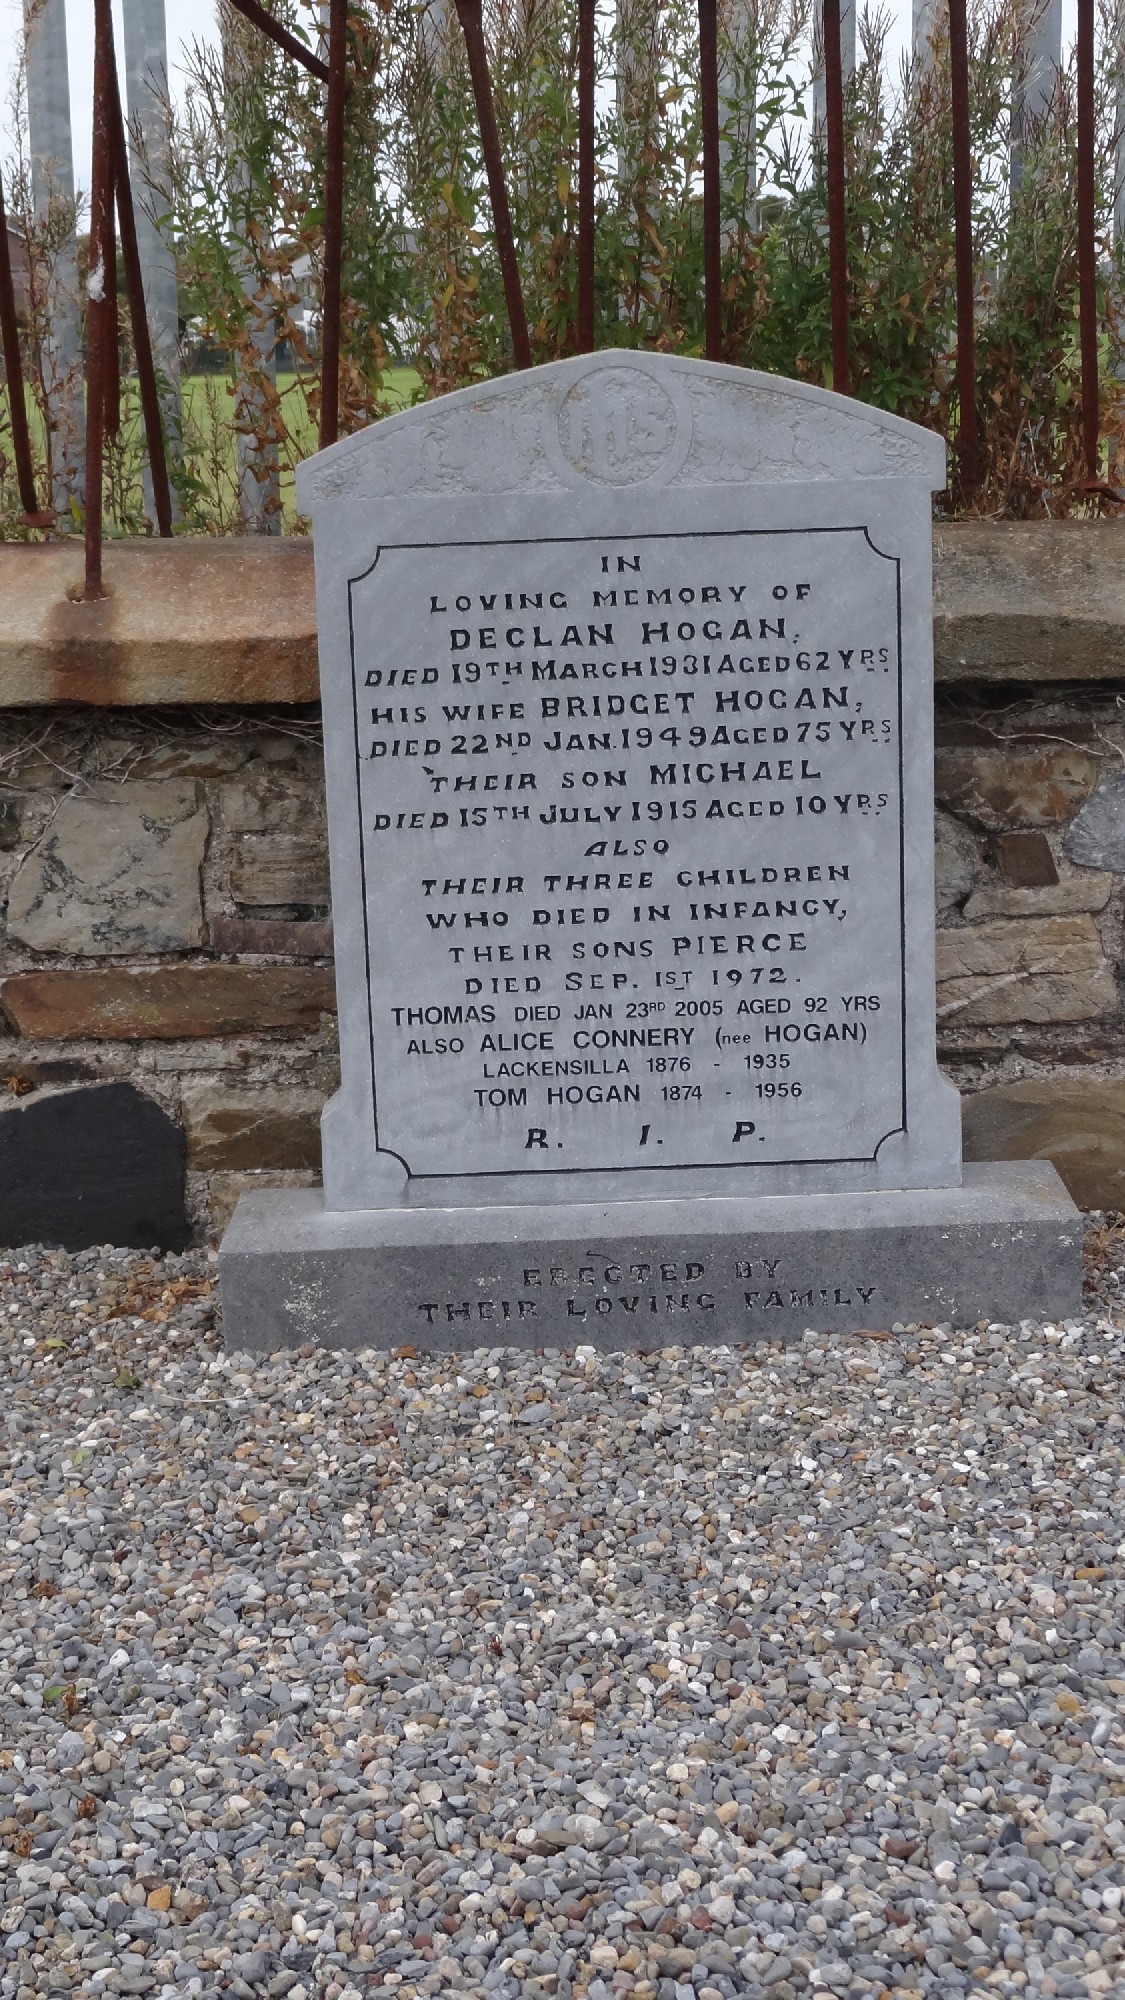 IHS
IN
LOVING MEMORY OF
DECLAN HOGAN,
DIED 19TH MARCH 1931 AGED 62 YRS
HIS WIFE BRIDGET HOGAN,
DIED 22ND JAN. 1949 AGED 75 YRS
THEIR SON MICHAEL
DIED 15TH JULY 1915 AGED 10 YRS
ALSO
THEIR THREE CHILDREN
WHO DIED IN INFANCY,
THEIR SONS PIERCE
DIED SEP. 1ST 1972.
THOMAS DIED JAN 23RD 2005 AGED 92 YRS
ALSO ALICE CONNERY (nee HOGAN)
LACKENSILLA 1876 - 1935
TOM HOGAN 1874 - 1956
R. I. P.
ERECTED BY
THEIR LOVING FAMILY